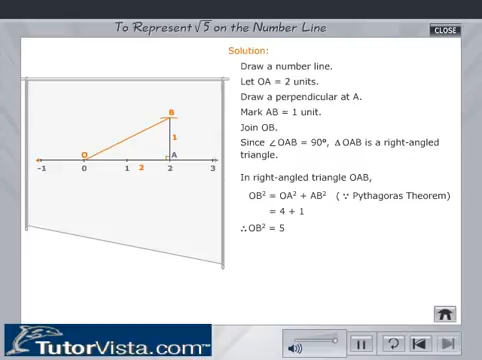 To Represent √5 on the Number Line
CLOSE
Solution:
Draw a number line.
Let OA = 2 units.
Draw a perpendicular at A.
Mark AB = 1 unit.
Join OB.
Since ∠OAB = 90°, Δ OAB is a right-angled
triangle.
In right-angled triangle OAB,
OB² = OA² + AB² (∵ Pythagoras Theorem)
= 4 + 1
∴OB² = 5
B
1
O
A
-1 0 1 2 2 3
TutorVista.com™